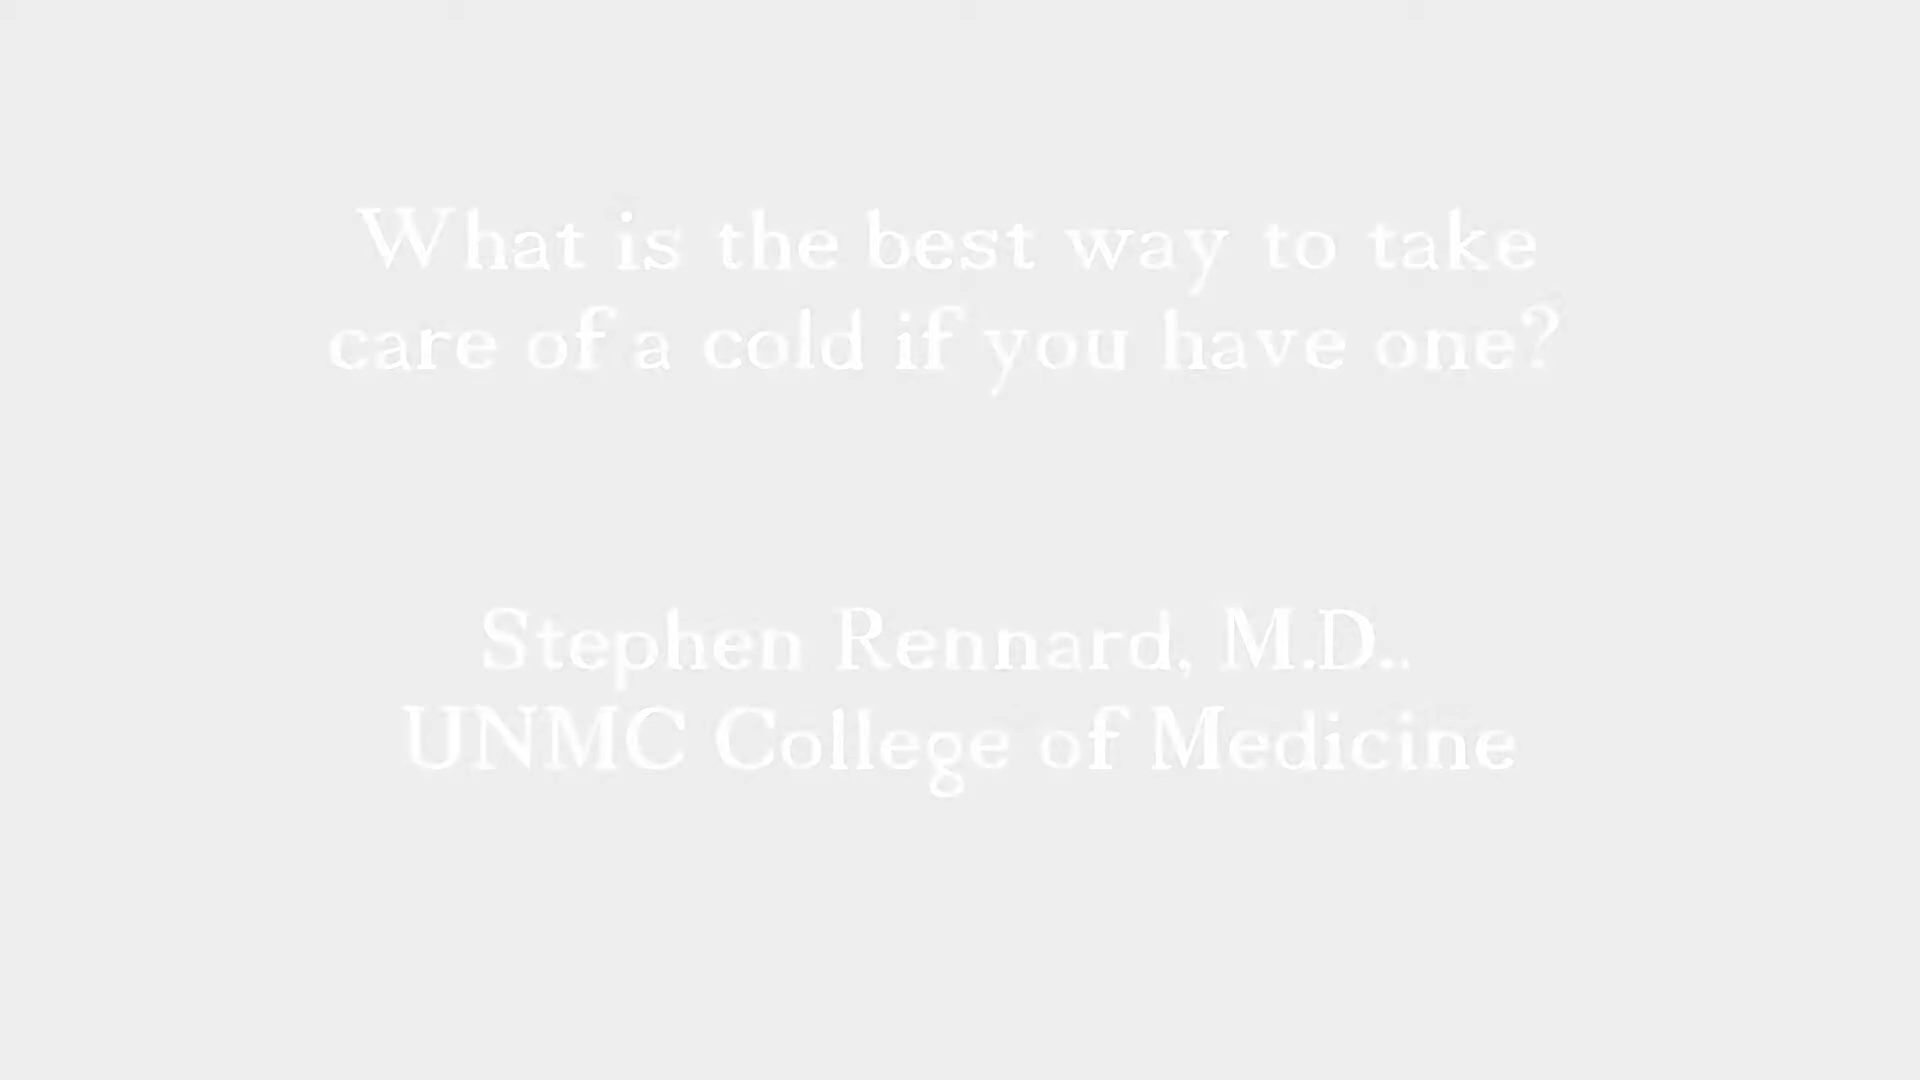 What is the best way to take
care of a cold if you have one?
Stephen Rennard, M.D..
UNMC College of Medicine